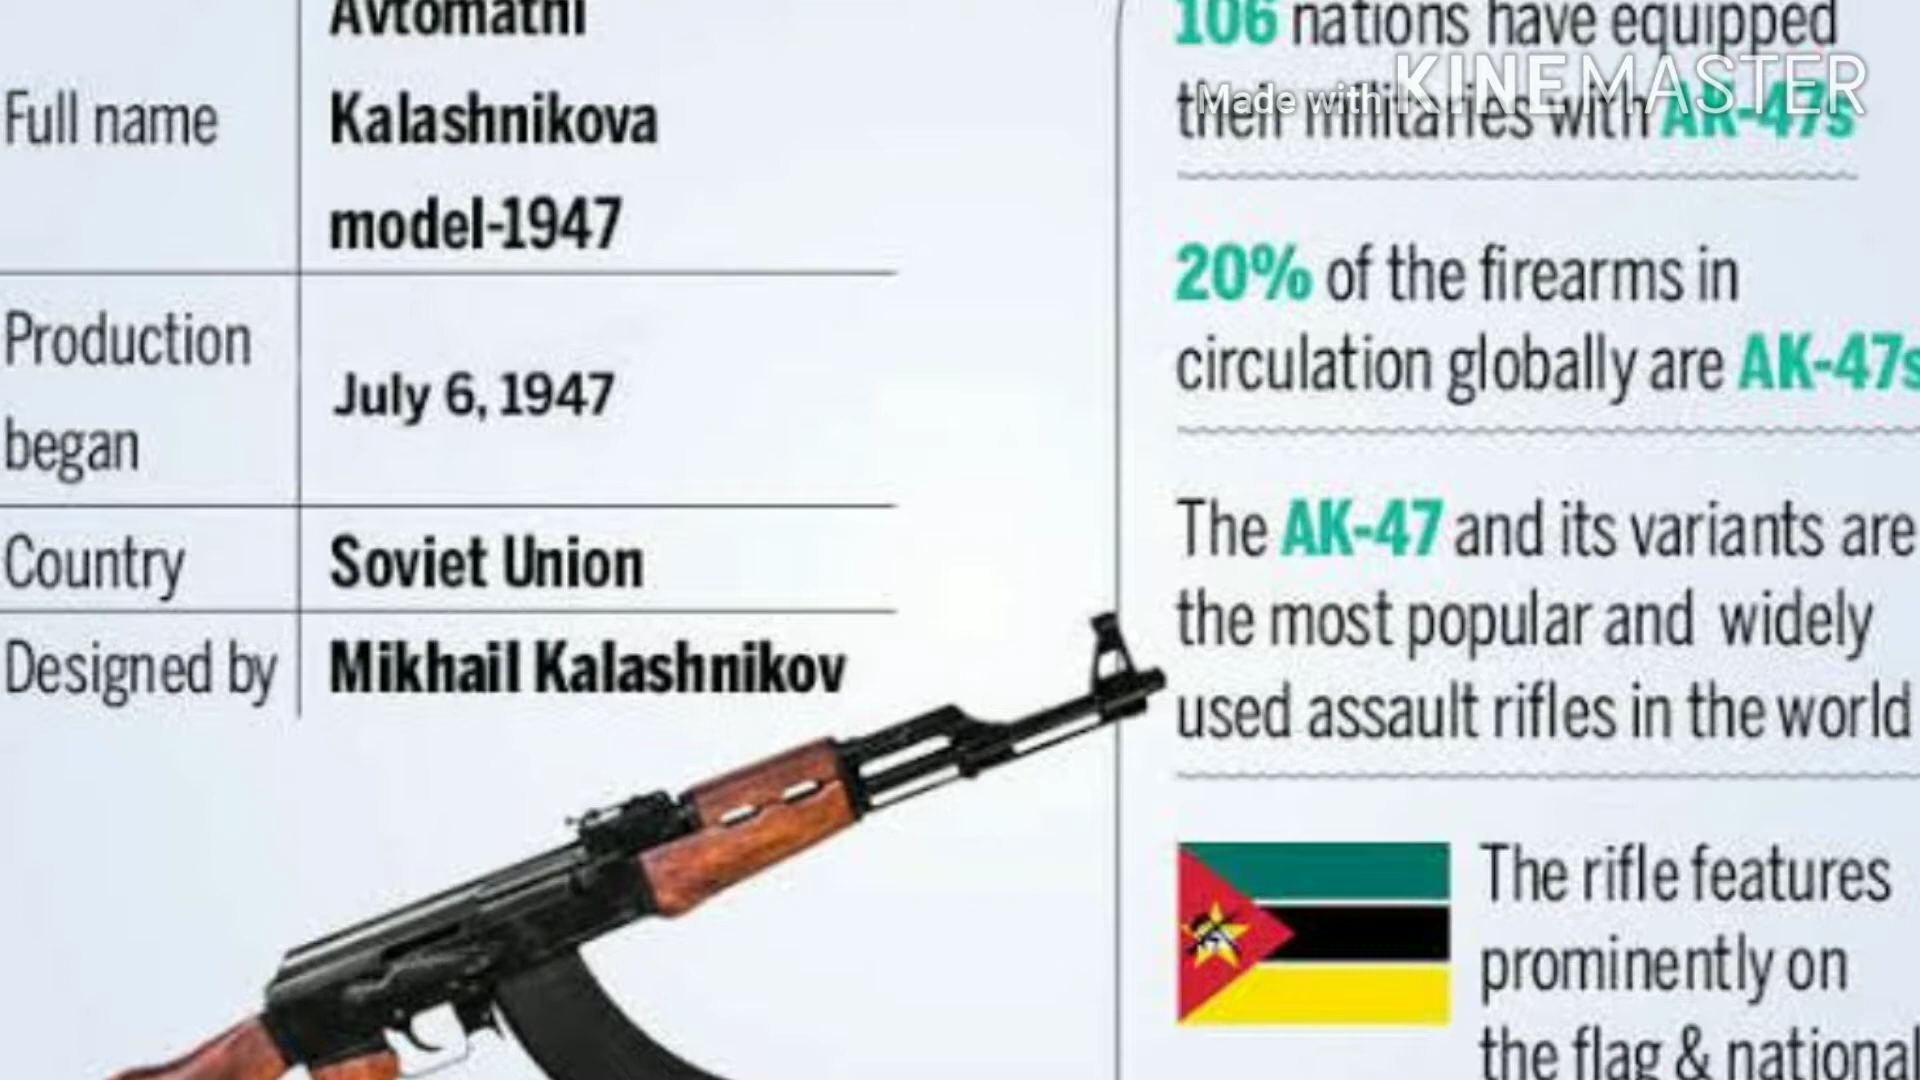 Avtomatni
Full name
Kalashnikova
model-1947
Production
began
July 6, 1947
Country
Soviet Union
Designed by
Mikhail Kalashnikov
106 nations have equipped
their militaries with AK-47s
Made with KINEMASTER
20% of the firearms in
circulation globally are AK-47s
The AK-47 and its variants are
the most popular and widely
used assault rifles in the world
The rifle features
prominently on
the flag & national